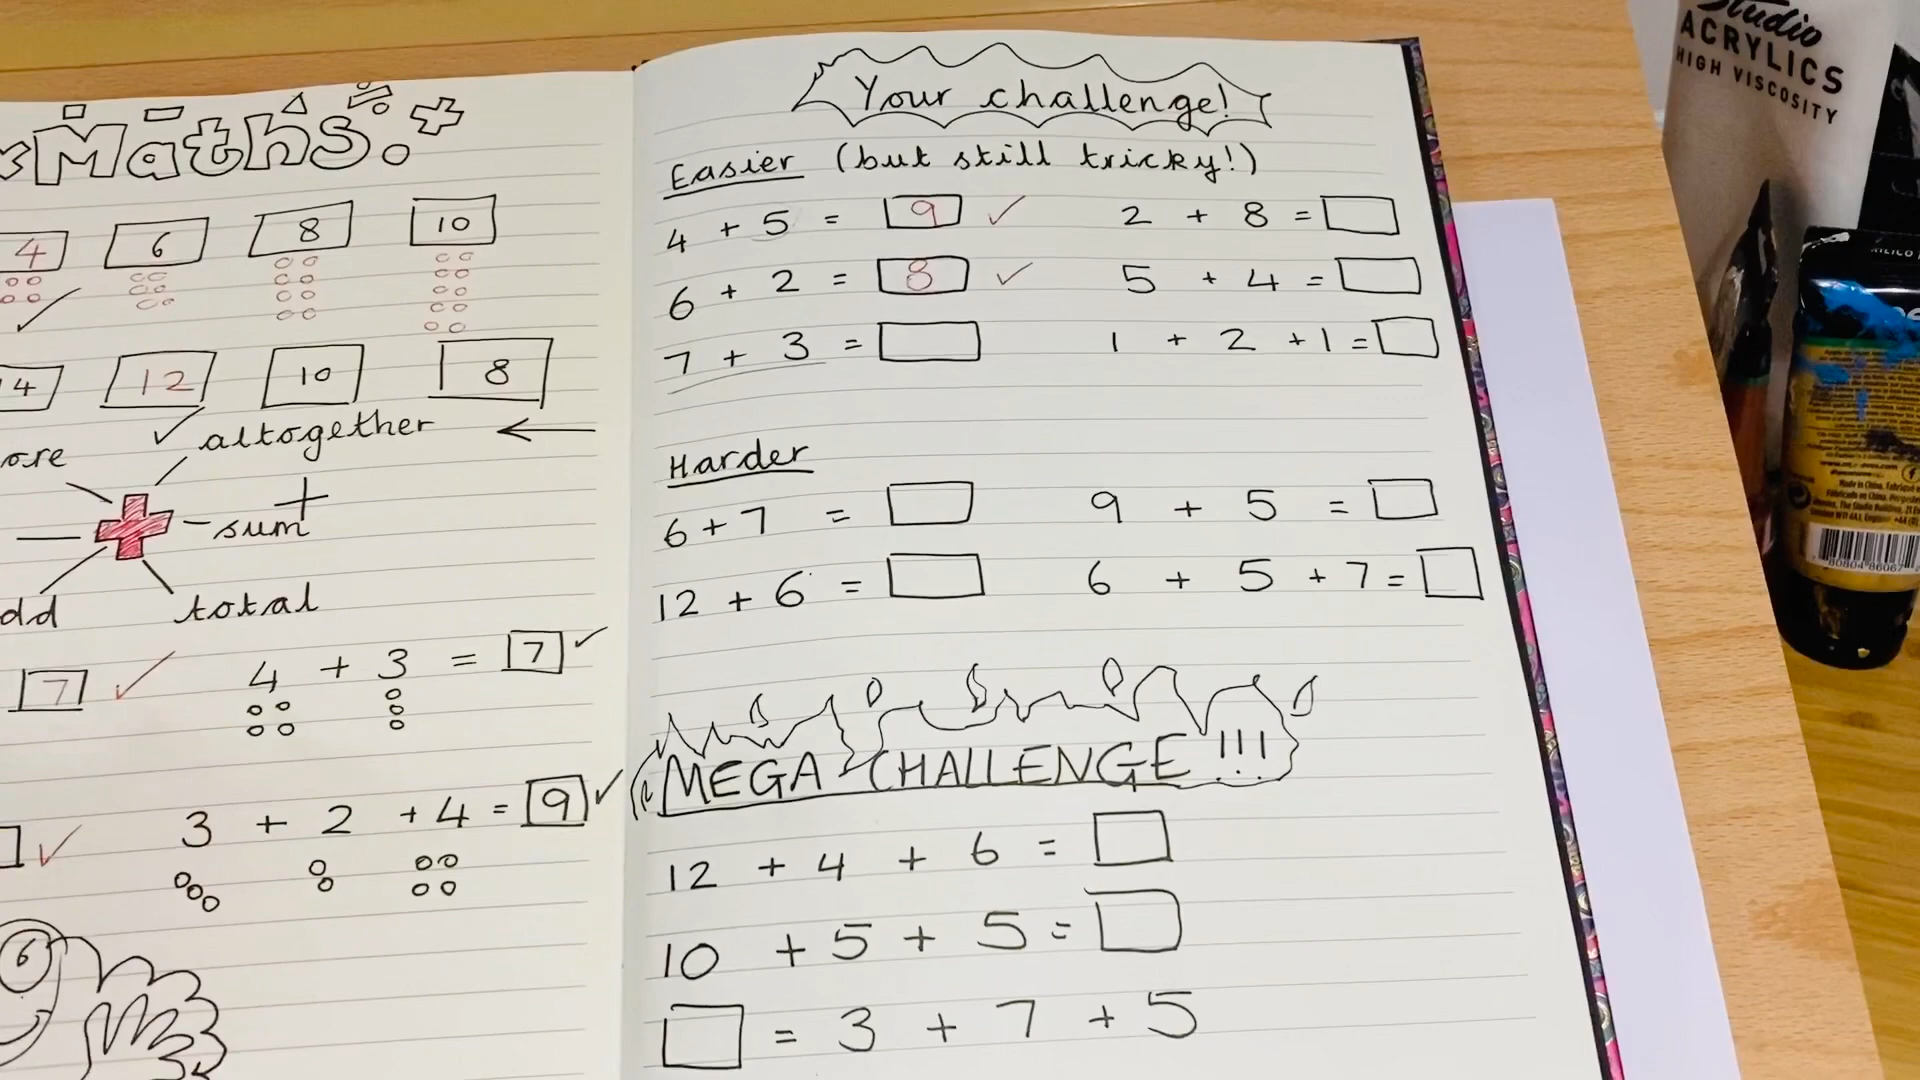 Maths.
4 6 8 10
14 12 10 8
altogether
sum
total
7
4 + 3 = 7
3 + 2 + 4 = 9
6
Your challenge!
Easier (but still tricky!)
4 + 5 = 9 ✓ 2 + 8 =
6 + 2 = 8 ✓ 5 + 4 =
7 + 3 = 1 + 2 + 1 =
Harder
6 + 7 = 9 + 5 =
12 + 6 = 6 + 5 + 7 =
MEGA CHALLENGE !!!
12 + 4 + 6 =
10 + 5 + 5 =
= 3 + 7 + 5
Studio
ACRYLICS
HIGH VISCOSITY